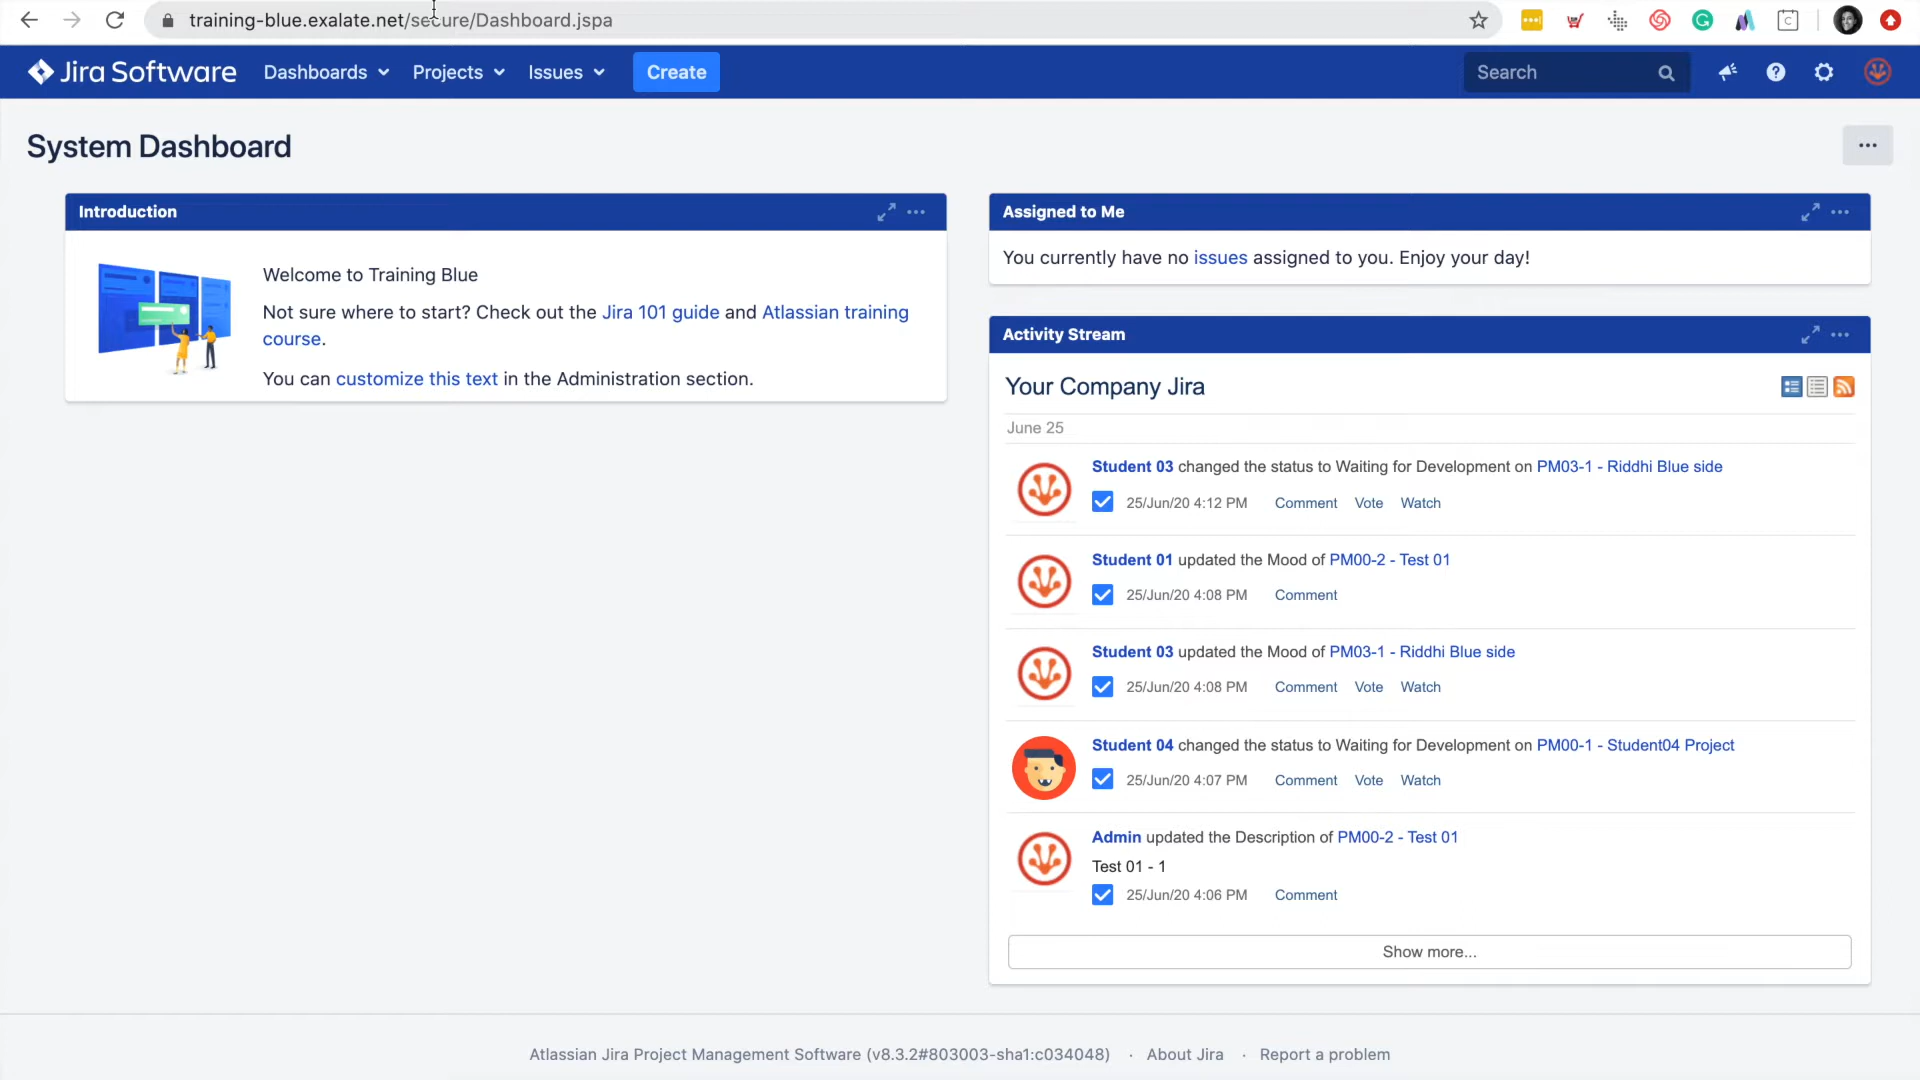 training-blue.exalate.net/secure/Dashboard.jspa
Jira Software Dashboards Projects Issues Create Search
System Dashboard
Introduction
Welcome to Training Blue
Not sure where to start? Check out the Jira 101 guide and Atlassian training
course.
You can customize this text in the Administration section.
Assigned to Me
You currently have no issues assigned to you. Enjoy your day!
Activity Stream
Your Company Jira
June 25
Student 03 changed the status to Waiting for Development on PM03-1 - Riddhi Blue side
25/Jun/20 4:12 PM Comment Vote Watch
Student 01 updated the Mood of PM00-2 - Test 01
25/Jun/20 4:08 PM Comment
Student 03 updated the Mood of PM03-1 - Riddhi Blue side
25/Jun/20 4:08 PM Comment Vote Watch
Student 04 changed the status to Waiting for Development on PM00-1 - Student04 Project
25/Jun/20 4:07 PM Comment Vote Watch
Admin updated the Description of PM00-2 - Test 01
Test 01 - 1
25/Jun/20 4:06 PM Comment
Show more...
Atlassian Jira Project Management Software (v8.3.2#803003-sha1:c034048) · About Jira · Report a problem